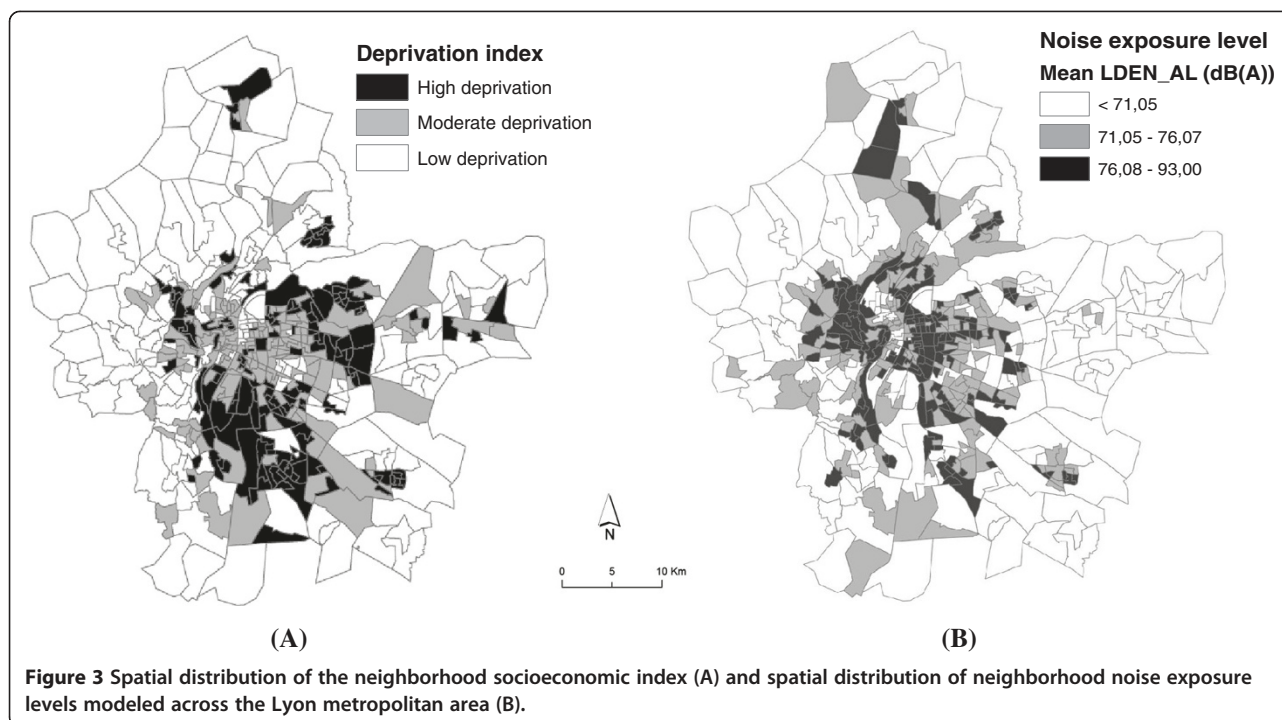 Deprivation index
High deprivation
Moderate deprivation
Low deprivation
Noise exposure level
Mean LDEN_AL (dB(A))
< 71,05
71,05 - 76,07
76,08 - 93,00
N
0 5 10 Km
(A)
(B)
Figure 3 Spatial distribution of the neighborhood socioeconomic index (A) and spatial distribution of neighborhood noise exposure
levels modeled across the Lyon metropolitan area (B).